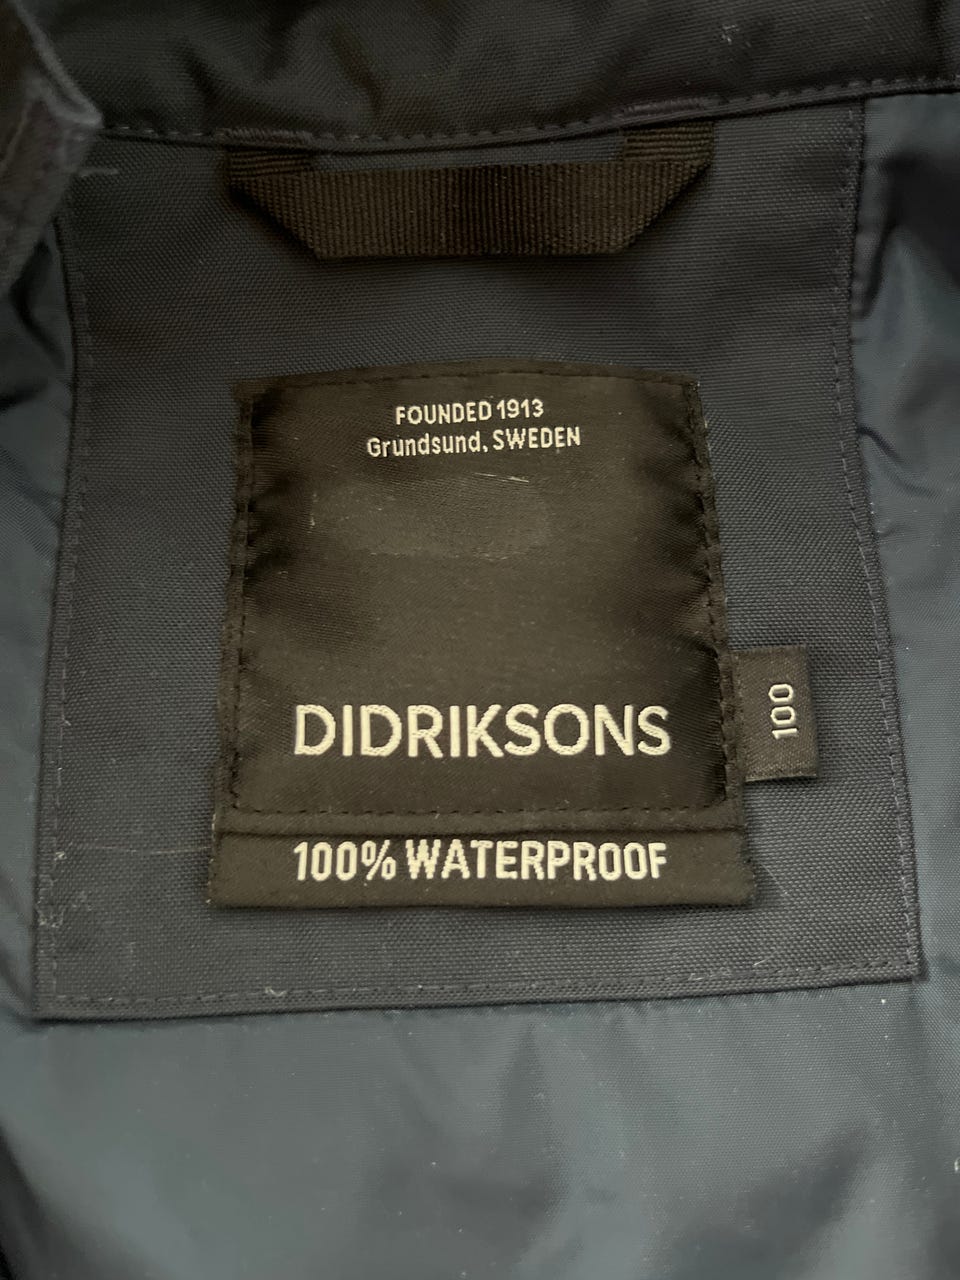 FOUNDED 1913
Grundsund, SWEDEN
DIDRIKSONS
100
100% WATERPROOF